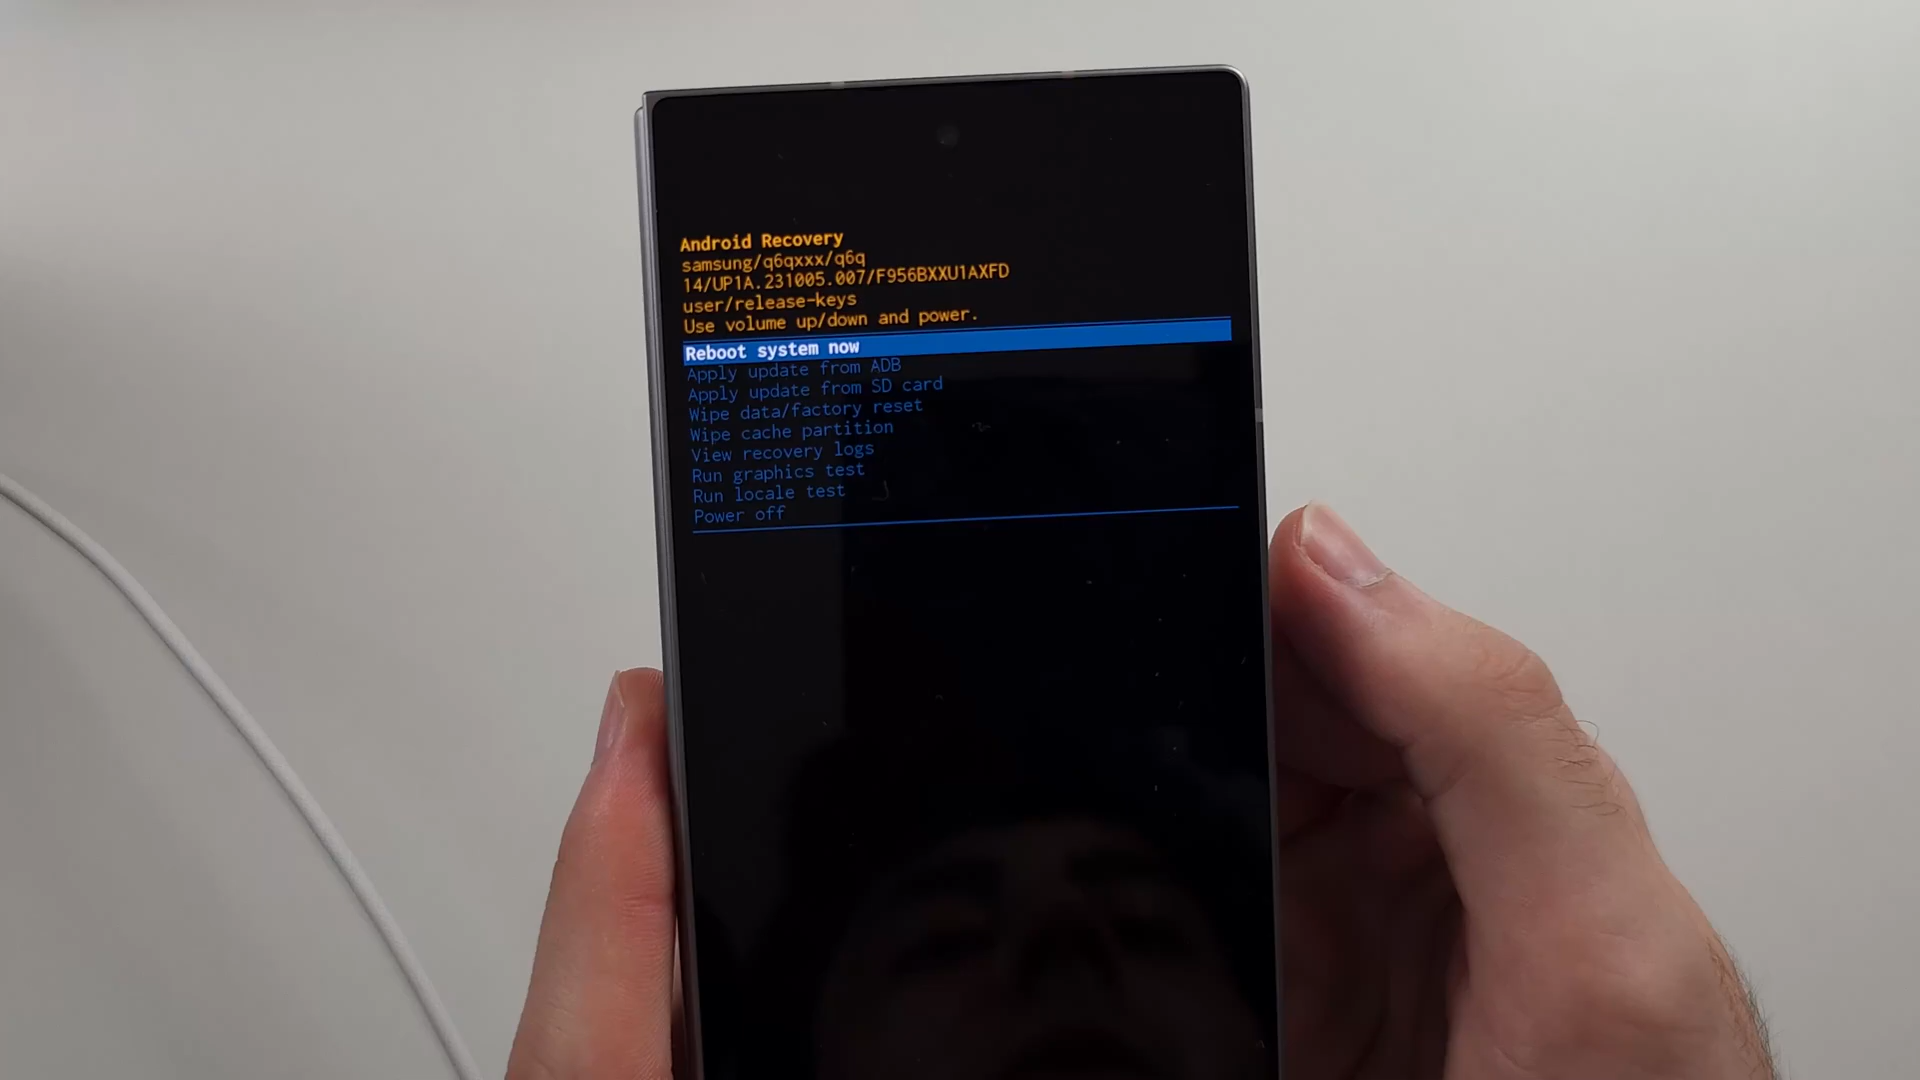 Android Recovery
samsung/q6qxxx/q6q
14/UP1A.231005.007/F956BXXU1AXFD
user/release-keys
Use volume up/down and power.
Reboot system now
Apply update from ADB
Apply update from SD card
Wipe data/factory reset
Wipe cache partition
View recovery logs
Run graphics test
Run locale test
Power off